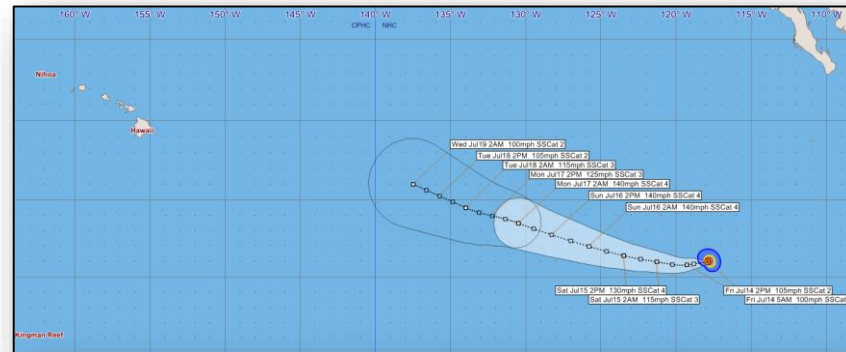 160° W 155° W 150° W 145° W 140° W 135° W 130° W 125° W 120° W 115° W 110° W
CPHC NHC
Nihoa
Hawaii
Wed Jul19 2AM 100mph SSCat 2
Tue Jul18 2PM 105mph SSCat 2
Tue Jul18 2AM 115mph SSCat 3
Mon Jul17 2PM 125mph SSCat 3
Mon Jul17 2AM 140mph SSCat 4
Sun Jul16 2PM 140mph SSCat 4
Sun Jul16 2AM 140mph SSCat 4
Sat Jul15 2PM 130mph SSCat 4
Sat Jul15 2AM 115mph SSCat 3
Fri Jul14 2PM 105mph SSCat 2
Fri Jul14 5AM 100mph SSCat
Kingman Reef